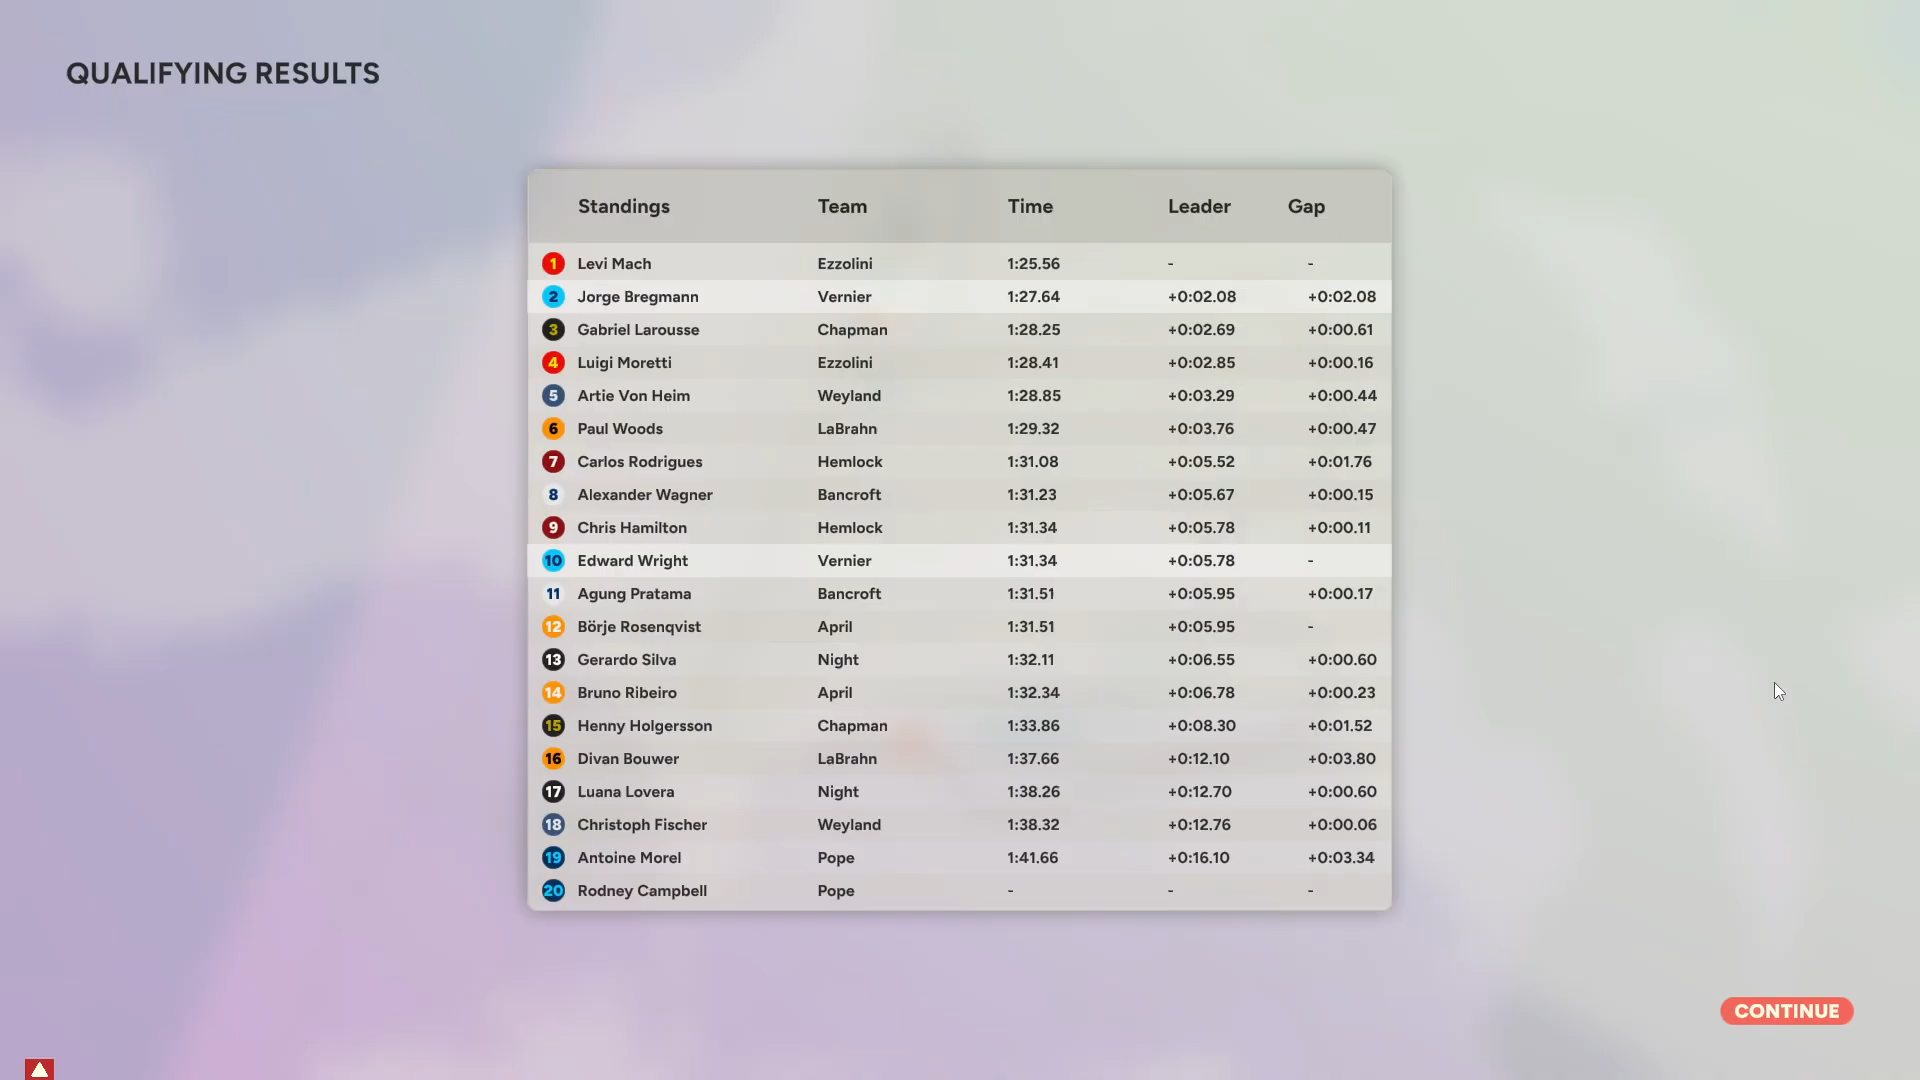 QUALIFYING RESULTS
Standings Team Time Leader Gap
1 Levi Mach Ezzolini 1:25.56 - -
2 Jorge Bregmann Vernier 1:27.64 +0:02.08 +0:02.08
3 Gabriel Larousse Chapman 1:28.25 +0:02.69 +0:00.61
4 Luigi Moretti Ezzolini 1:28.41 +0:02.85 +0:00.16
5 Artie Von Heim Weyland 1:28.85 +0:03.29 +0:00.44
6 Paul Woods LaBrahn 1:29.32 +0:03.76 +0:00.47
7 Carlos Rodrigues Hemlock 1:31.08 +0:05.52 +0:01.76
8 Alexander Wagner Bancroft 1:31.23 +0:05.67 +0:00.15
9 Chris Hamilton Hemlock 1:31.34 +0:05.78 +0:00.11
10 Edward Wright Vernier 1:31.34 +0:05.78 -
11 Agung Pratama Bancroft 1:31.51 +0:05.95 +0:00.17
12 Börje Rosenqvist April 1:31.51 +0:05.95 -
13 Gerardo Silva Night 1:32.11 +0:06.55 +0:00.60
14 Bruno Ribeiro April 1:32.34 +0:06.78 +0:00.23
15 Henny Holgersson Chapman 1:33.86 +0:08.30 +0:01.52
16 Divan Bouwer LaBrahn 1:37.66 +0:12.10 +0:03.80
17 Luana Lovera Night 1:38.26 +0:12.70 +0:00.60
18 Christoph Fischer Weyland 1:38.32 +0:12.76 +0:00.06
19 Antoine Morel Pope 1:41.66 +0:16.10 +0:03.34
20 Rodney Campbell Pope - - -
CONTINUE